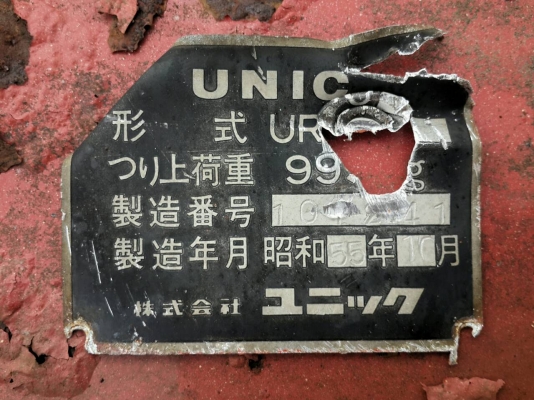 UNIC
形式 UR
つり上荷重 99 g
製造番号
製造年月 昭和55年10月
株式会社 ユニック